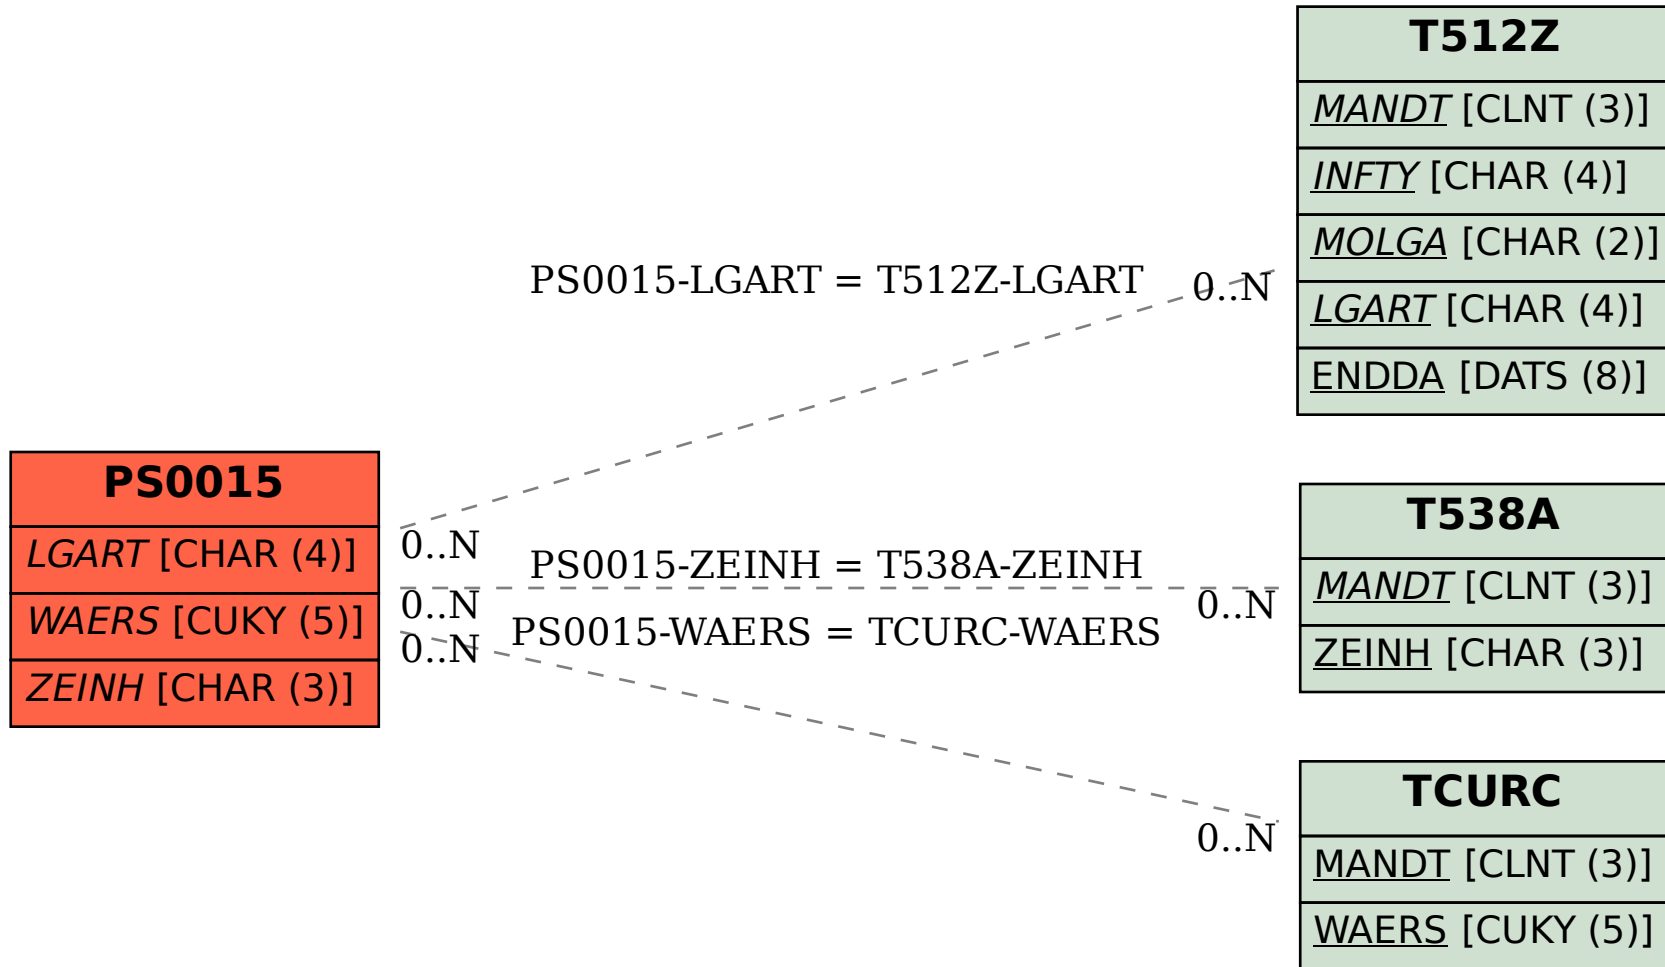 T512Z
MANDT [CLNT (3)]
INFTY [CHAR (4)]
MOLGA [CHAR (2)]
LGART [CHAR (4)]
ENDDA [DATS (8)]
PS0015-LGART = T512Z-LGART
0..N
PS0015
LGART [CHAR (4)]
WAERS [CUKY (5)]
ZEINH [CHAR (3)]
0..N
0..N
0..N
PS0015-ZEINH = T538A-ZEINH
0..N
PS0015-WAERS = TCURC-WAERS
0..N
T538A
MANDT [CLNT (3)]
ZEINH [CHAR (3)]
TCURC
MANDT [CLNT (3)]
WAERS [CUKY (5)]